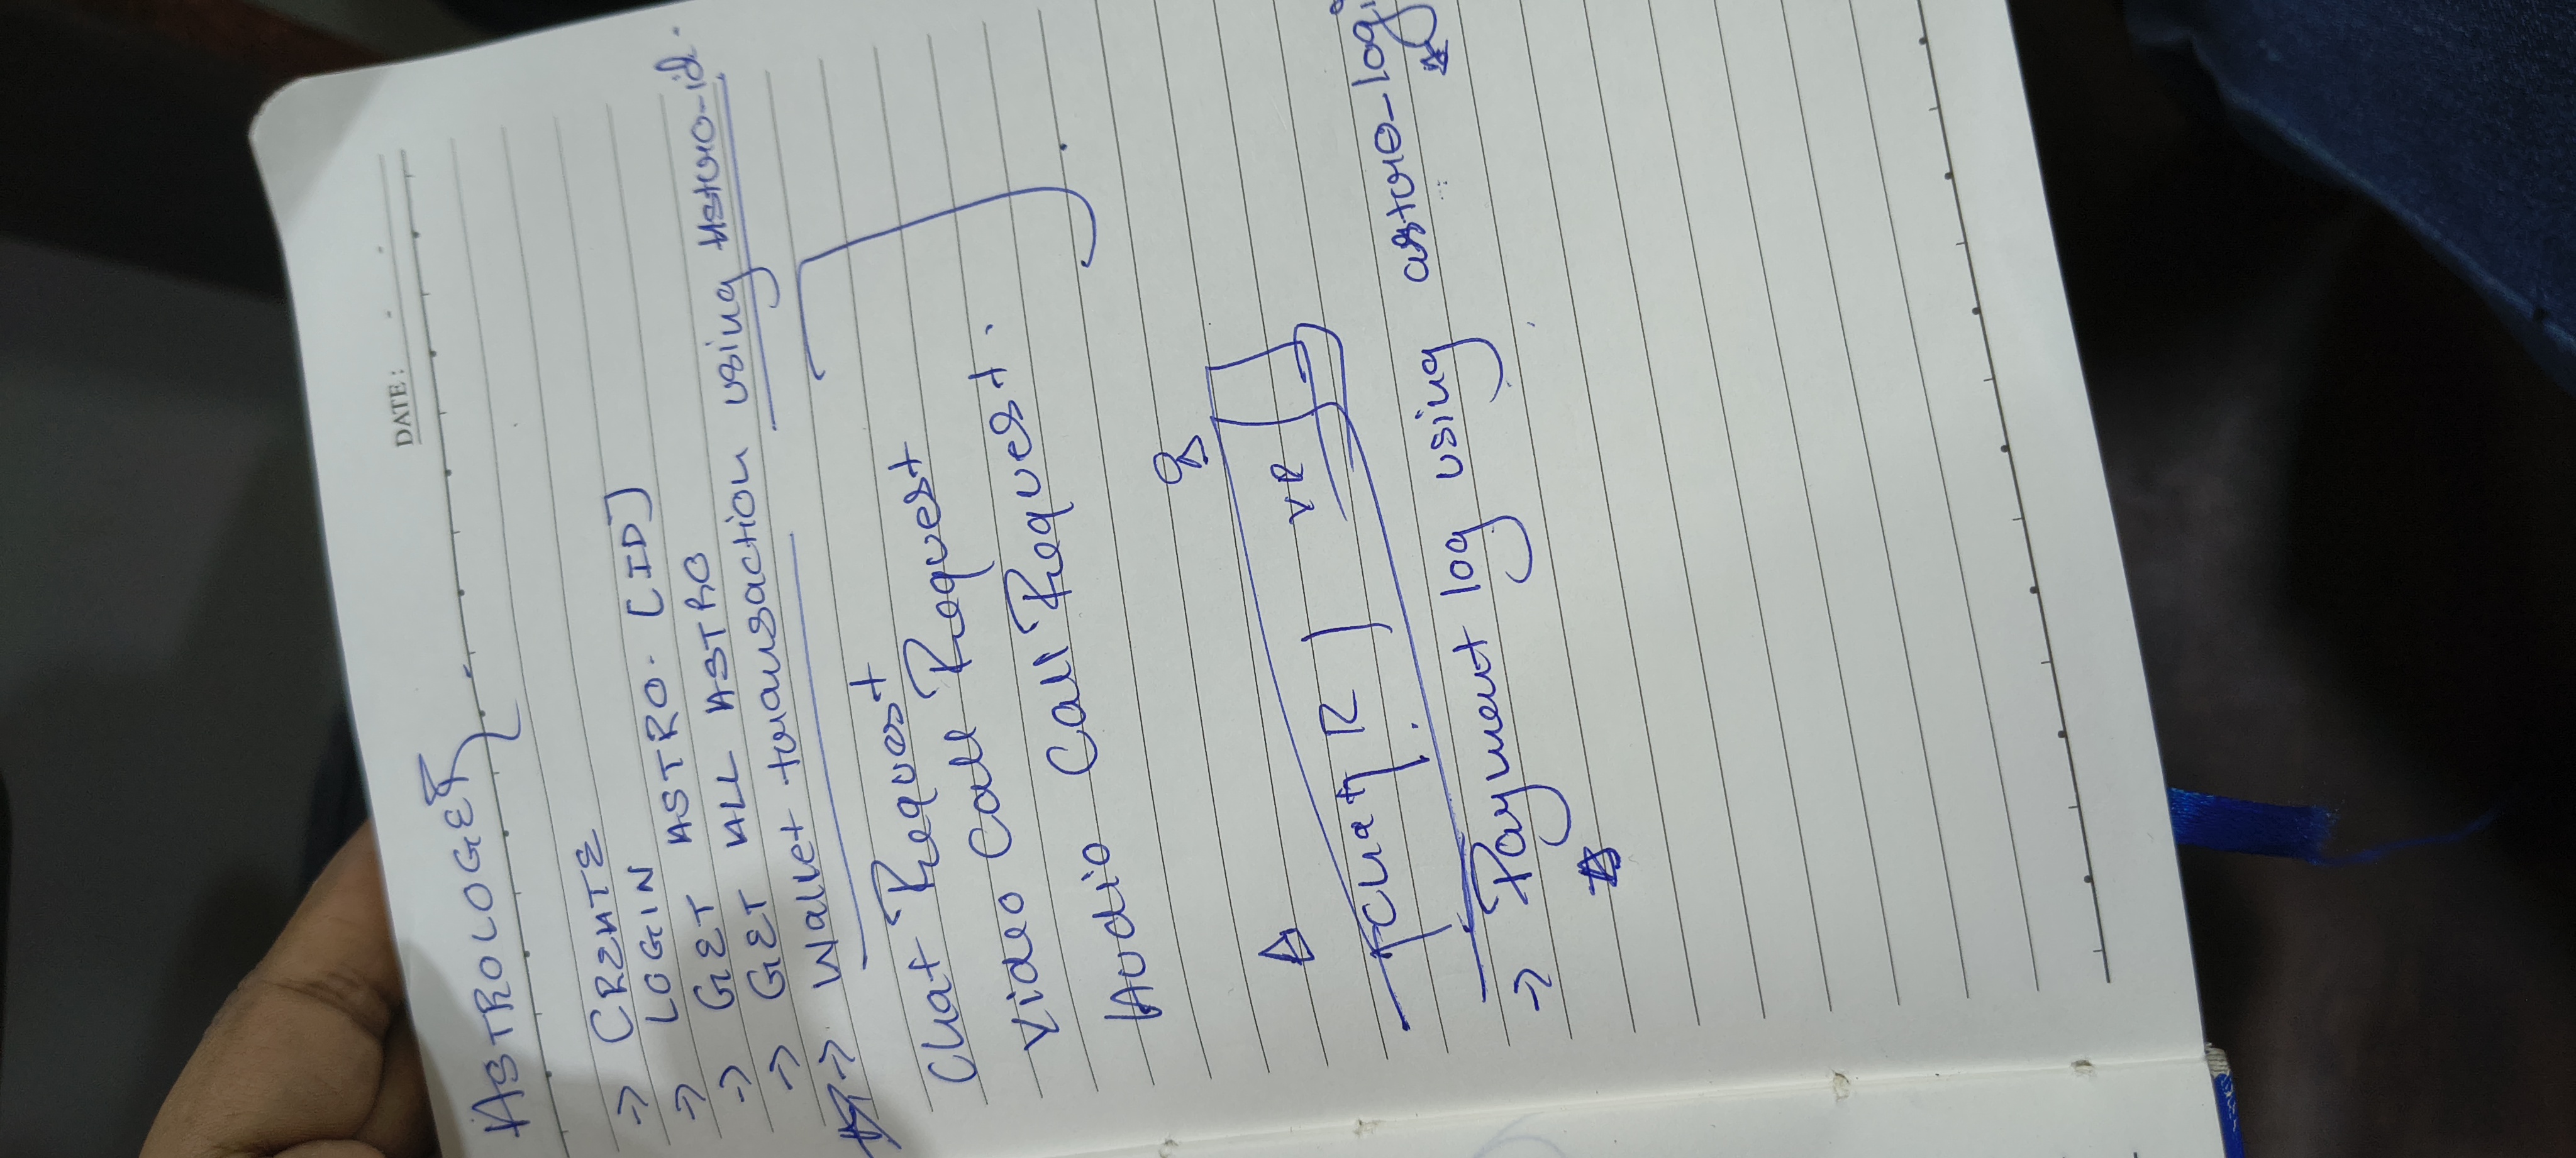 DATE :
ASTROLOGER
-> CREATE
-> LOGIN
-> GET ASTRO. [ID]
-> GET ALL ASTRO
-> Wallet transaction using Astro-id.
Chat Request
Video Call Request
Audio Call Request.
Chat R
VR
-> Payment log using astro-logi